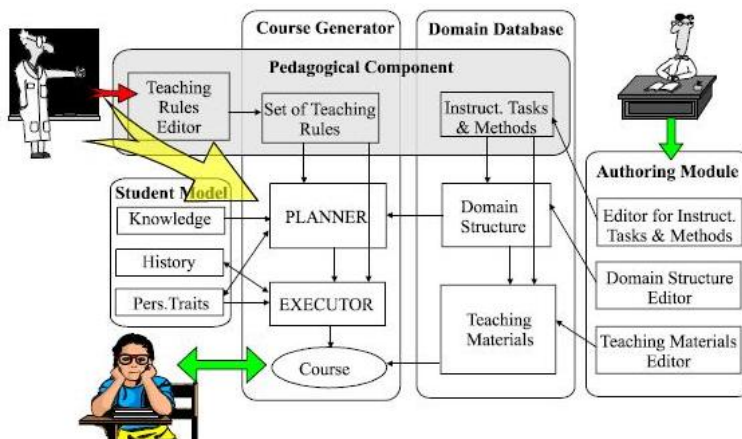 Course Generator
Domain Database
Pedagogical Component
Teaching
Rules
Editor
Set of Teaching
Rules
Instruct. Tasks
& Methods
Student Model
Knowledge
History
Pers.Traits
PLANNER
EXECUTOR
Course
Domain
Structure
Teaching
Materials
Authoring Module
Editor for Instruct.
Tasks & Methods
Domain Structure
Editor
Teaching Materials
Editor